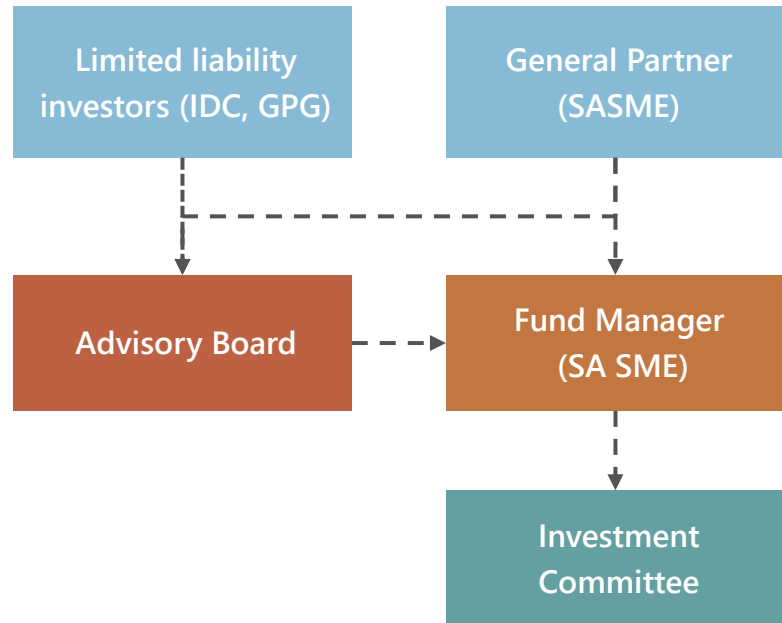 Limited liability
investors (IDC, GPG)
General Partner
(SASME)
Advisory Board
Fund Manager
(SA SME)
Investment
Committee